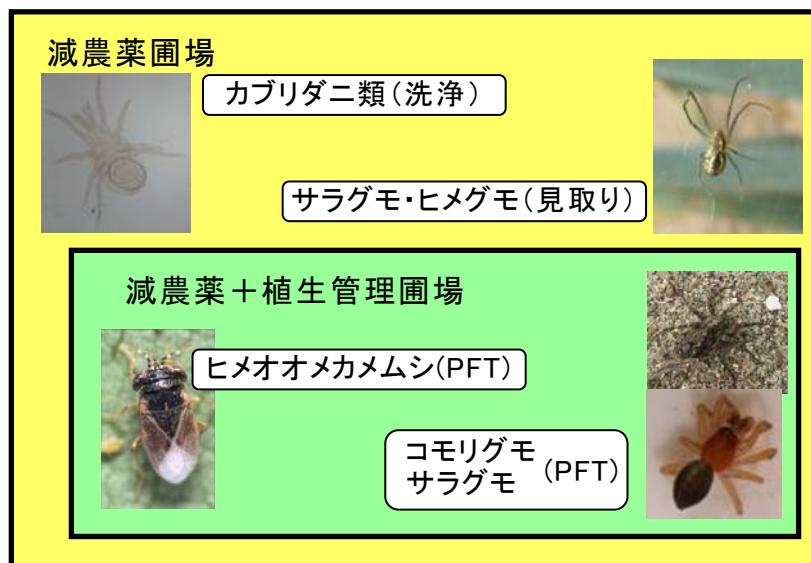 減農薬圃場
カブリダニ類(洗浄)
サラグモ・ヒメグモ(見取り)
減農薬+植生管理圃場
ヒメオオメカメムシ(PFT)
コモリグモ
サラグモ
(PFT)